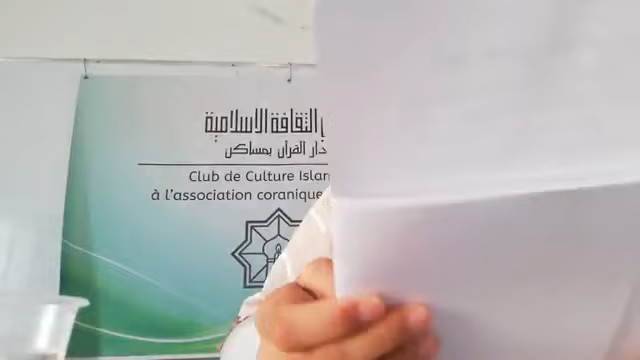 الثقافة الاسلامية
دار القرآن بمساكن
Club de Culture Islam
à l'association coranique